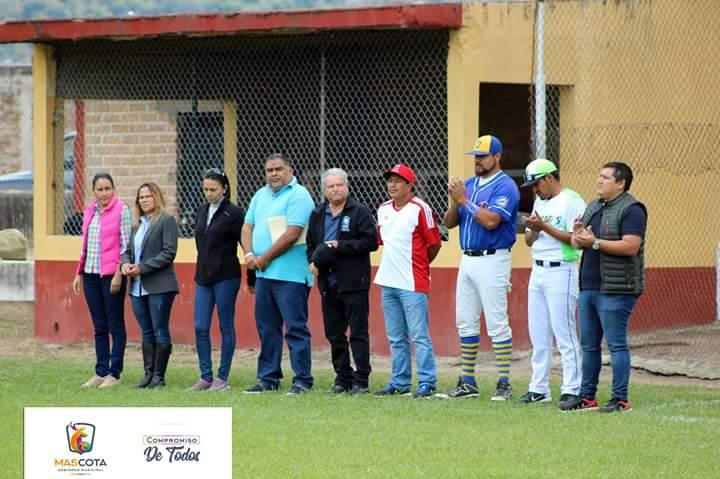 MASCOTA
GOBIERNO MUNICIPAL
COMPROMISO
De Todos